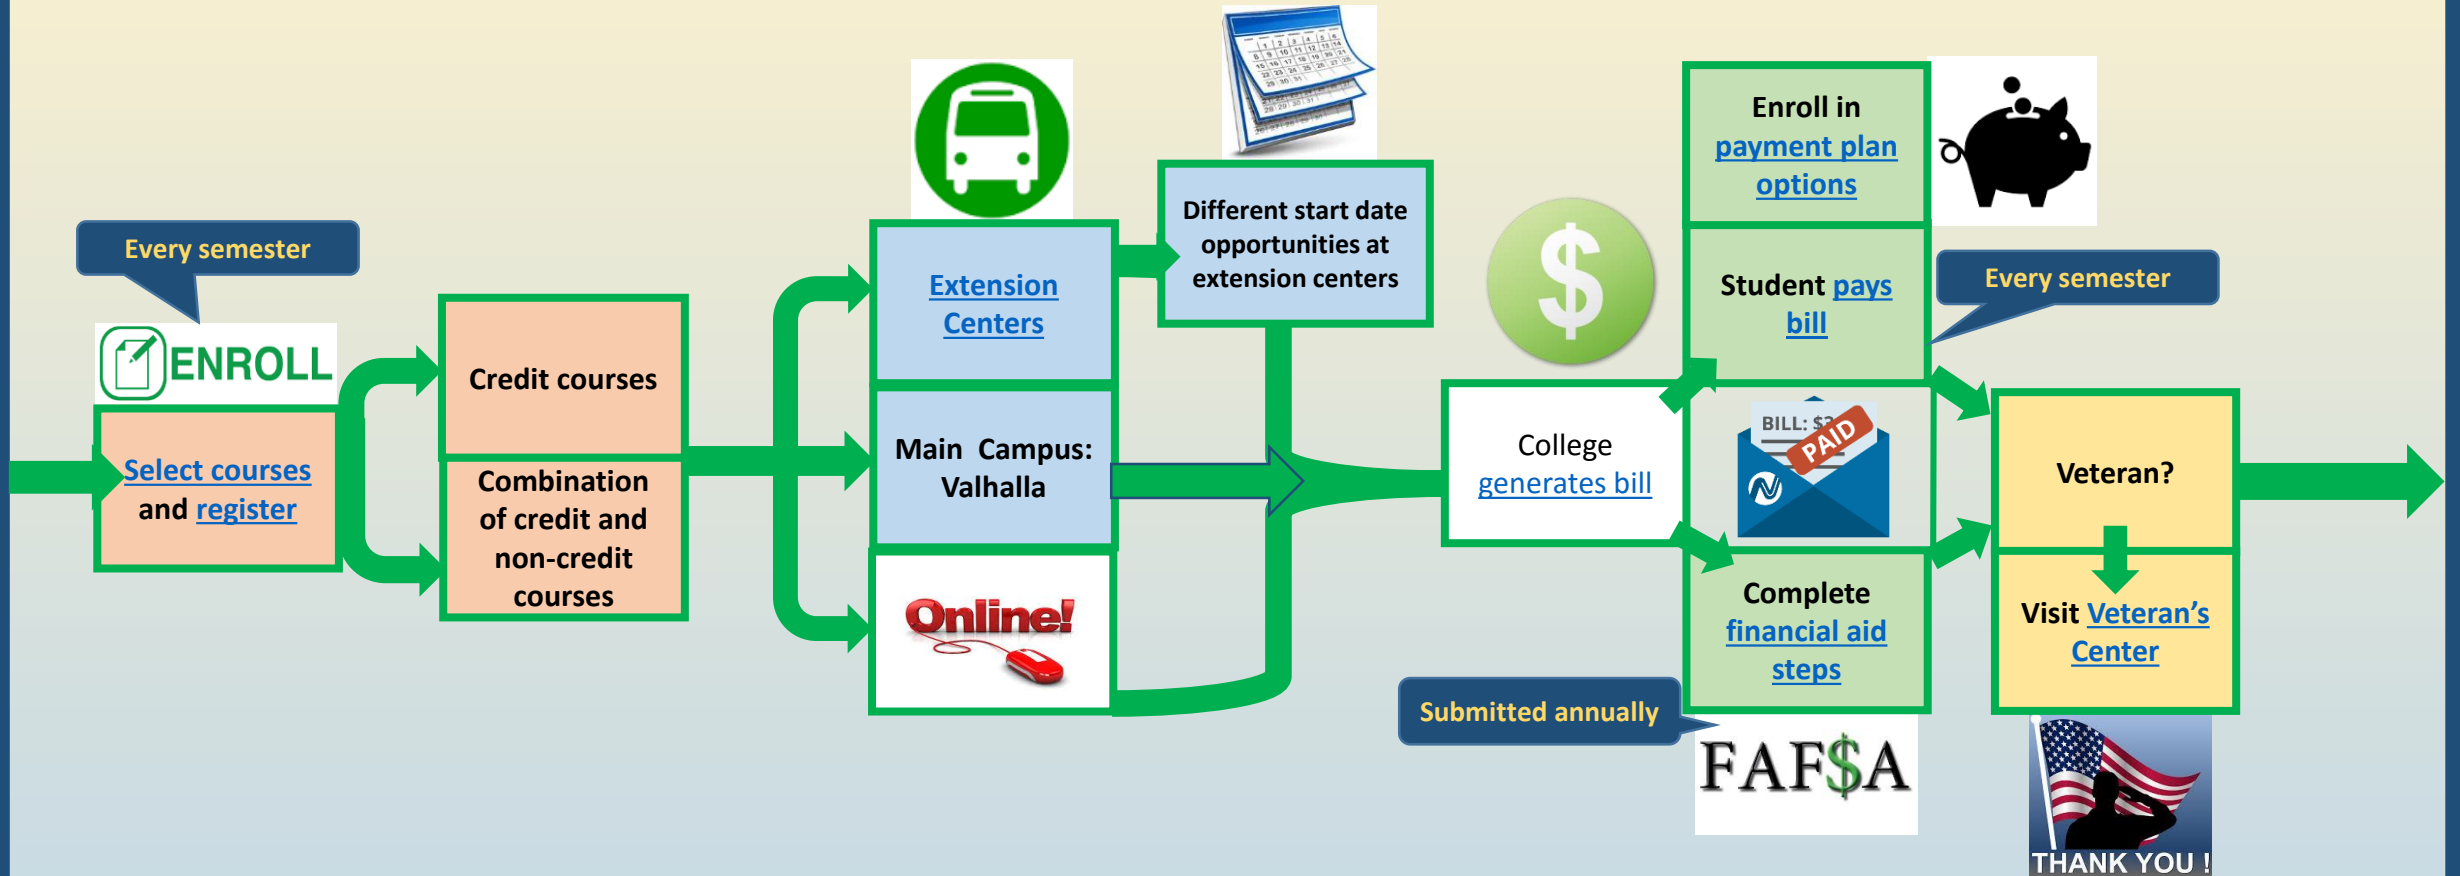 Every semester
ENROLL
Select courses
and register
Credit courses
Combination
of credit and
non-credit
courses
Extension
Centers
Main Campus:
Valhalla
Online!
Different start date
opportunities at
extension centers
College
generates bill
Enroll in
payment plan
options
Student pays
bill
Every semester
BILL: $
PAID
Complete
financial aid
steps
Submitted annually
FAF$A
Veteran?
Visit Veteran's
Center
THANK YOU !